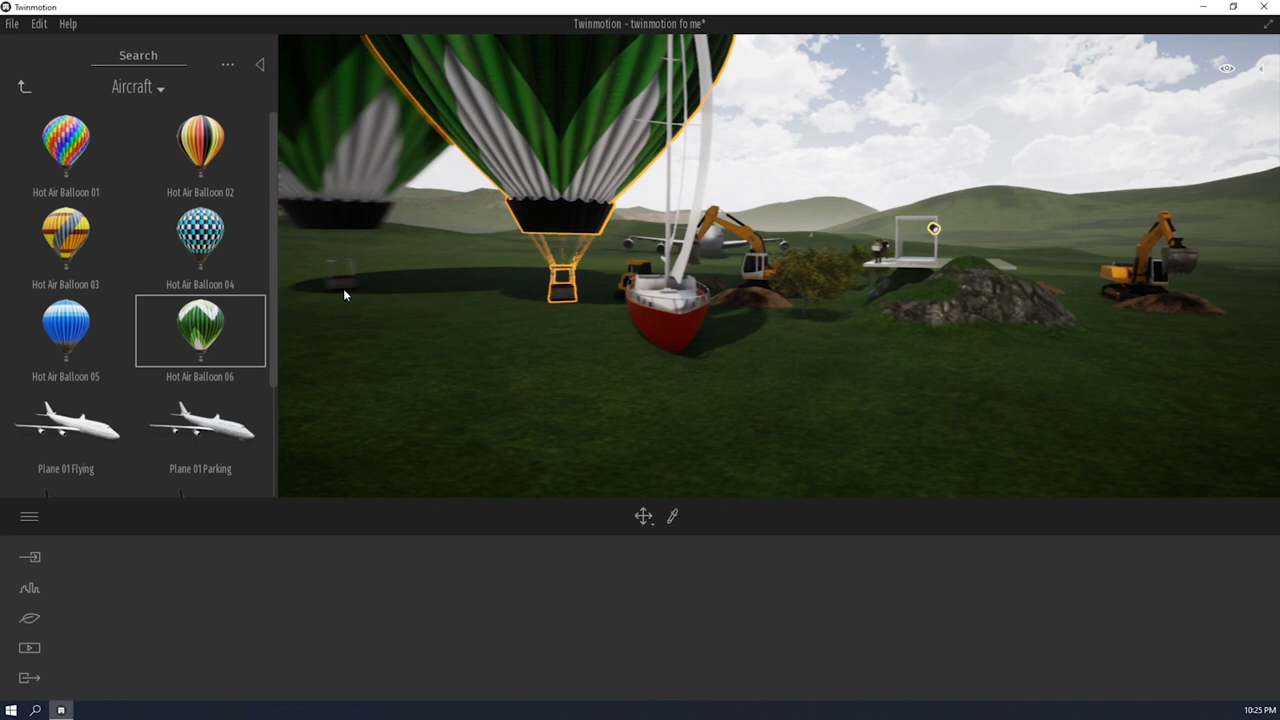 Twinmotion
File Edit Help
Twinmotion - twinmotion fo me*
Search
...
Aircraft
Hot Air Balloon 01
Hot Air Balloon 02
Hot Air Balloon 03
Hot Air Balloon 04
Hot Air Balloon 05
Hot Air Balloon 06
Plane 01 Flying
Plane 01 Parking
10:25 PM